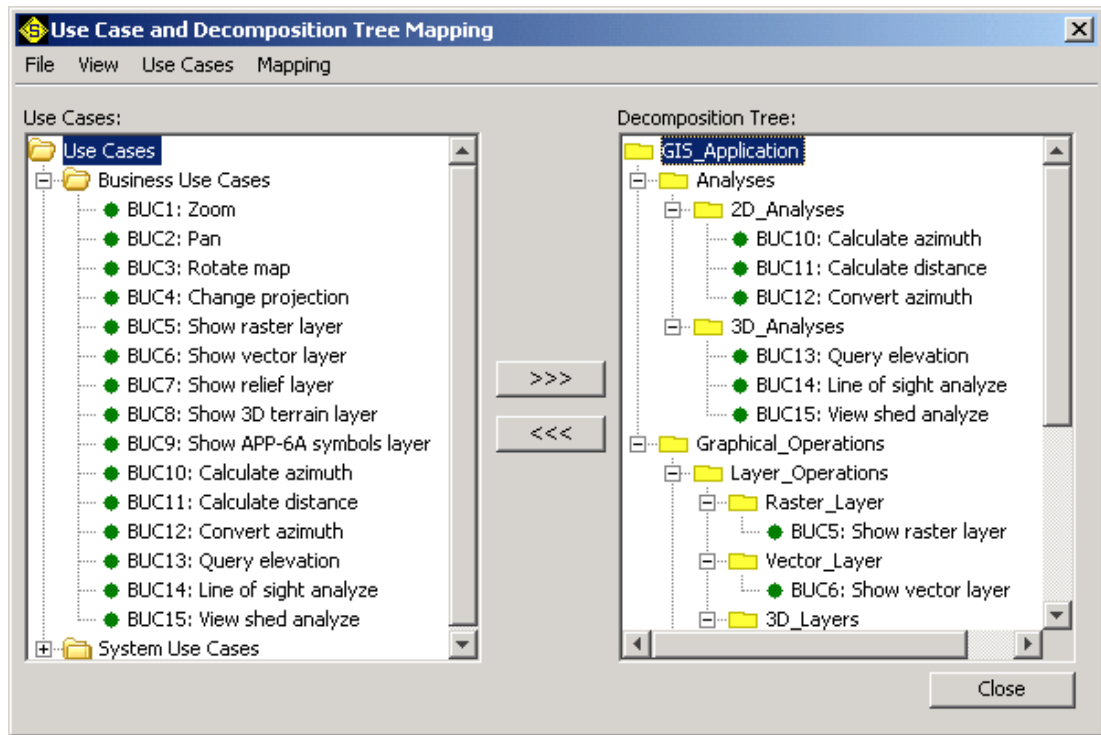 Use Case and Decomposition Tree Mapping
File View Use Cases Mapping
Use Cases:
Use Cases
Business Use Cases
BUC1: Zoom
BUC2: Pan
BUC3: Rotate map
BUC4: Change projection
BUC5: Show raster layer
BUC6: Show vector layer
BUC7: Show relief layer
BUC8: Show 3D terrain layer
BUC9: Show APP-6A symbols layer
BUC10: Calculate azimuth
BUC11: Calculate distance
BUC12: Convert azimuth
BUC13: Query elevation
BUC14: Line of sight analyze
BUC15: View shed analyze
System Use Cases
>>>
<<<
Decomposition Tree:
GIS_Application
Analyses
2D_Analyses
BUC10: Calculate azimuth
BUC11: Calculate distance
BUC12: Convert azimuth
3D_Analyses
BUC13: Query elevation
BUC14: Line of sight analyze
BUC15: View shed analyze
Graphical_Operations
Layer_Operations
Raster_Layer
BUC5: Show raster layer
Vector_Layer
BUC6: Show vector layer
3D_Layers
Close